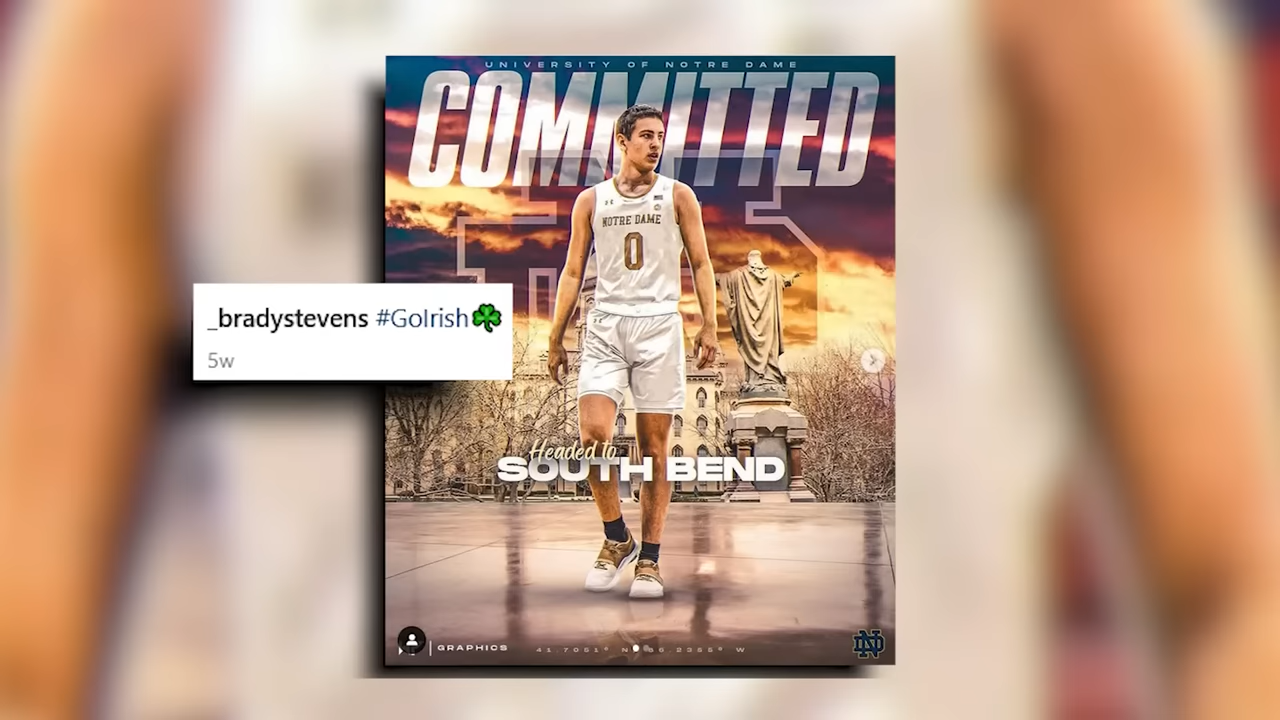 UNIVERSITY OF NOTRE DAME
COMMITTED
NOTRE DAME
0
_bradystevens #GoIrish☘
5w
Headed to
SOUTH BEND
GRAPHICS
ND